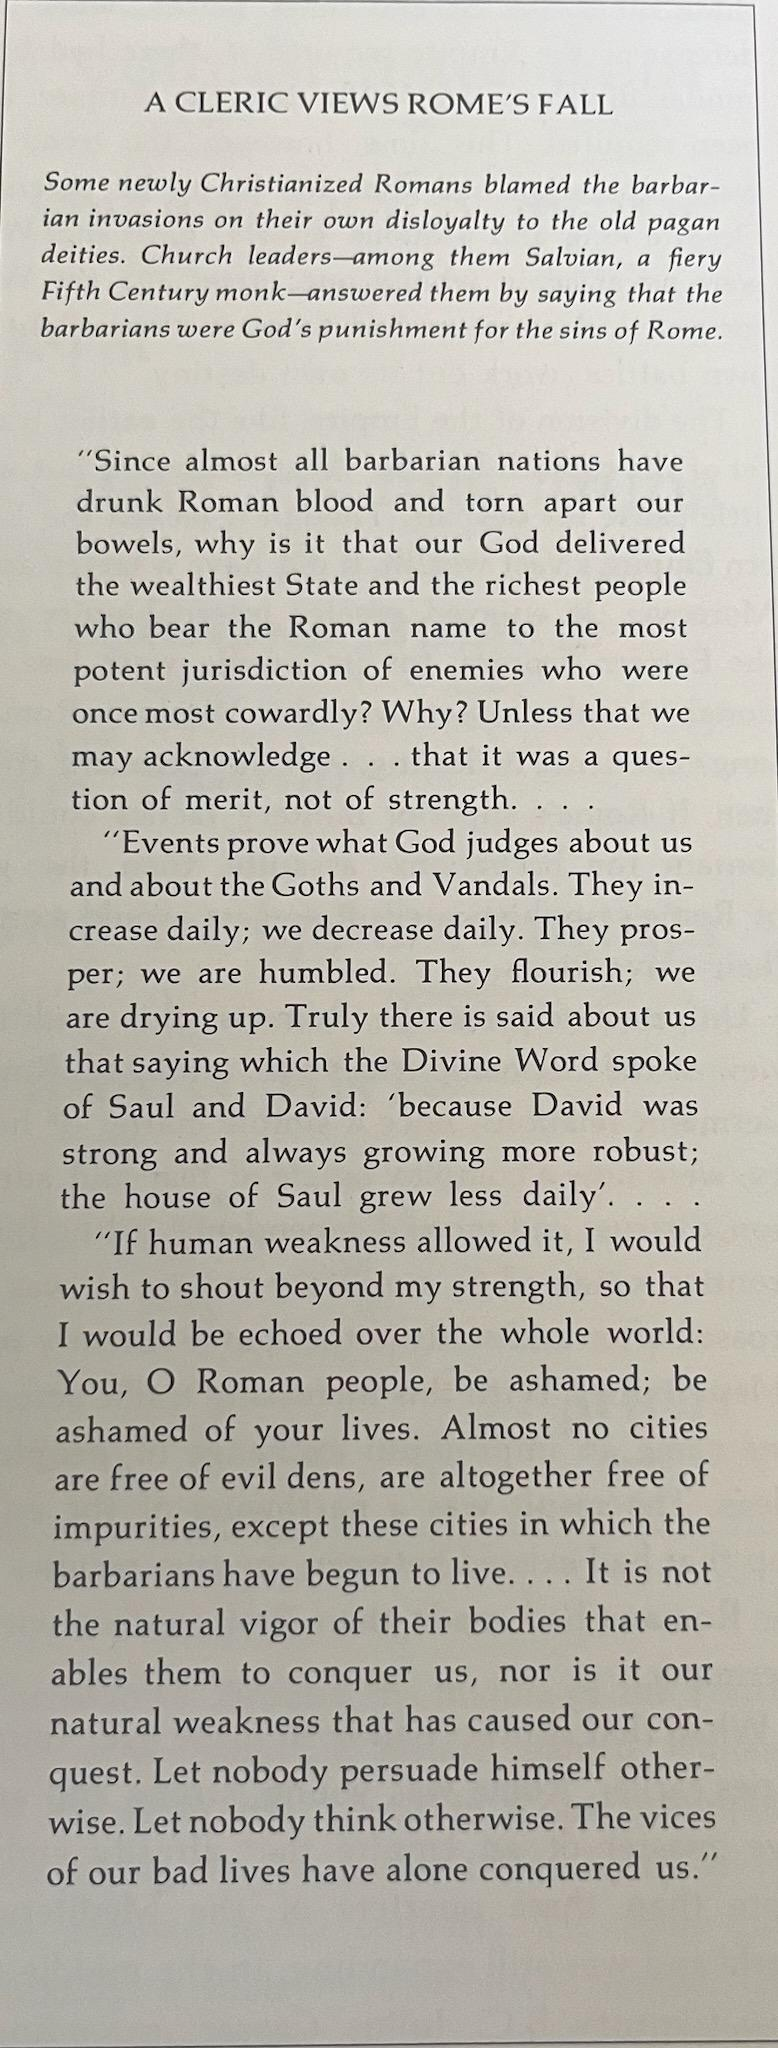 A CLERIC VIEWS ROME'S FALL
Some newly Christianized Romans blamed the barbar-
ian invasions on their own disloyalty to the old pagan
deities. Church leaders—among them Salvian, a fiery
Fifth Century monk—answered them by saying that the
barbarians were God's punishment for the sins of Rome.
"Since almost all barbarian nations have
drunk Roman blood and torn apart our
bowels, why is it that our God delivered
the wealthiest State and the richest people
who bear the Roman name to the most
potent jurisdiction of enemies who were
once most cowardly? Why? Unless that we
may acknowledge . . . that it was a ques-
tion of merit, not of strength. . . .
"Events prove what God judges about us
and about the Goths and Vandals. They in-
crease daily; we decrease daily. They pros-
per; we are humbled. They flourish; we
are drying up. Truly there is said about us
that saying which the Divine Word spoke
of Saul and David: 'because David was
strong and always growing more robust;
the house of Saul grew less daily'. . . .
"If human weakness allowed it, I would
wish to shout beyond my strength, so that
I would be echoed over the whole world:
You, O Roman people, be ashamed; be
ashamed of your lives. Almost no cities
are free of evil dens, are altogether free of
impurities, except these cities in which the
barbarians have begun to live. . . . It is not
the natural vigor of their bodies that en-
ables them to conquer us, nor is it our
natural weakness that has caused our con-
quest. Let nobody persuade himself other-
wise. Let nobody think otherwise. The vices
of our bad lives have alone conquered us."